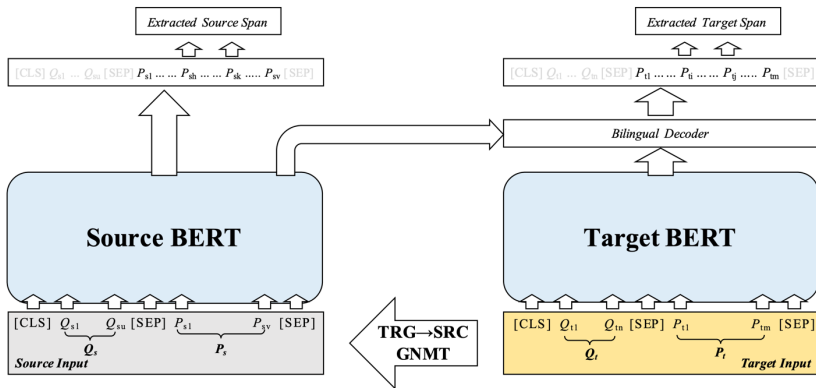 Extracted Source Span
Extracted Target Span
[CLS] Qs1 ... Qsu [SEP] Ps1 ... ... Psh ... ... Psk ..... Psv [SEP]
[CLS] Qt1 ... Qtn [SEP] Pt1 ... ... Pti ... ... Ptj ..... Ptm [SEP]
Bilingual Decoder
Source BERT
Target BERT
[CLS] Qs1 Qsu [SEP] Ps1 Psv [SEP]
Qs Ps
Source Input
TRG→SRC
GNMT
[CLS] Qt1 Qtn [SEP] Pt1 Ptm [SEP]
Qt Pt
Target Input